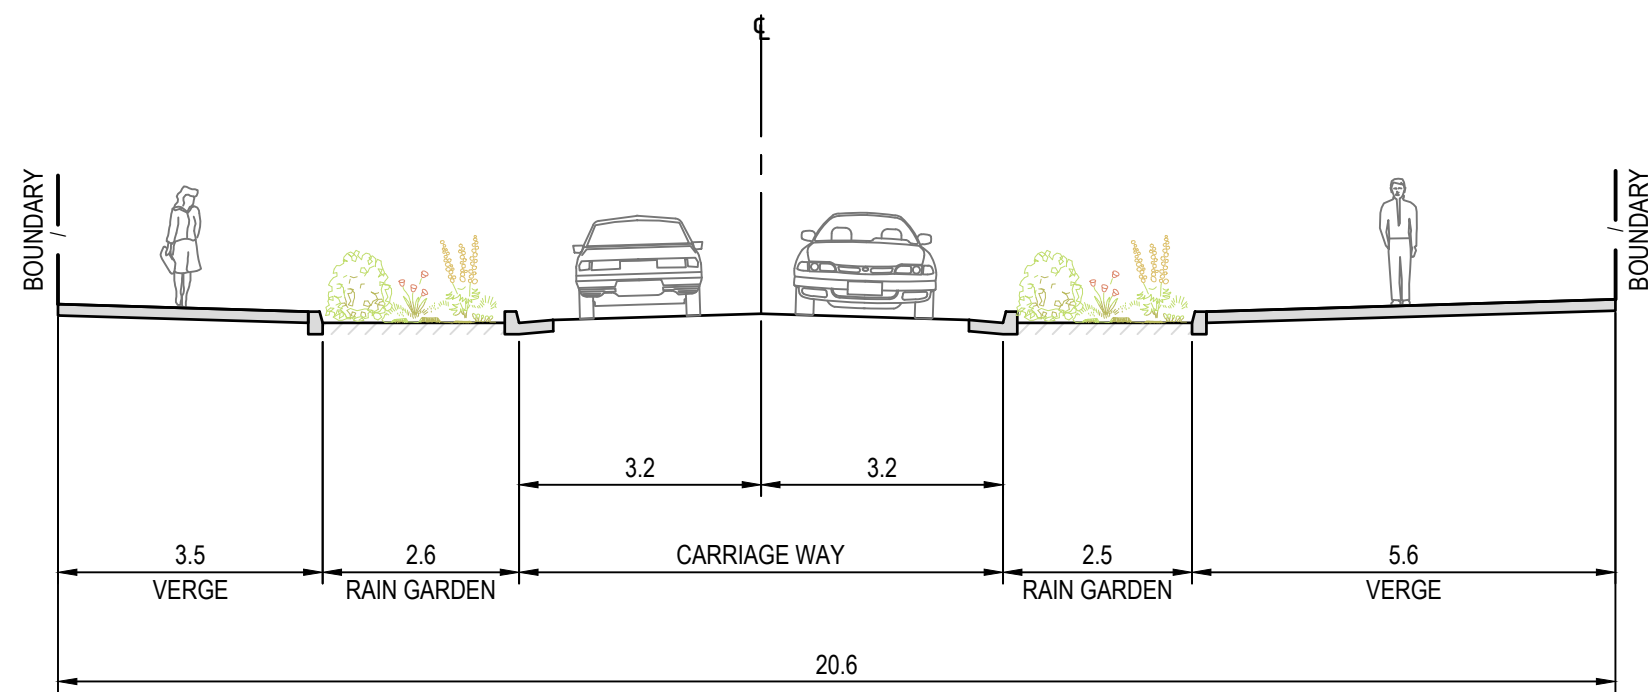 ℄
BOUNDARY
BOUNDARY
3.2
3.2
3.5
2.6
CARRIAGE WAY
2.5
5.6
VERGE
RAIN GARDEN
RAIN GARDEN
VERGE
20.6